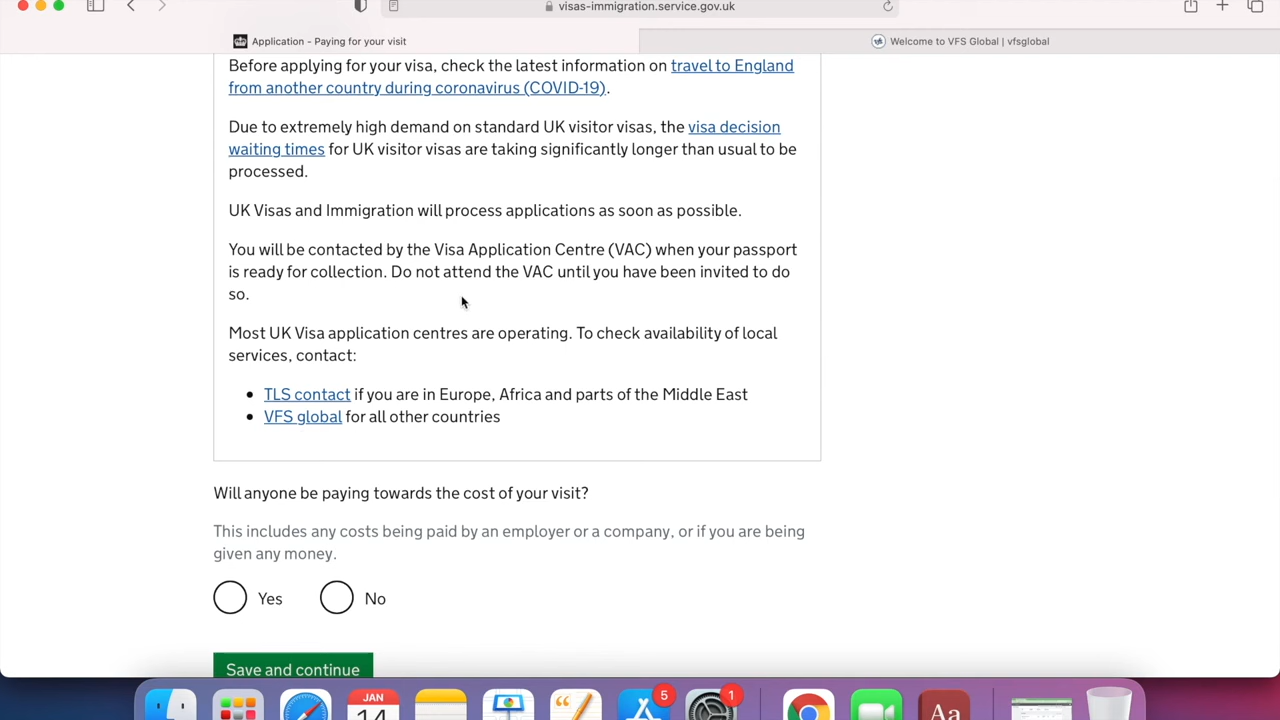 visas-immigration.service.gov.uk
Application - Paying for your visit
Welcome to VFS Global | vfsglobal
Before applying for your visa, check the latest information on travel to England
from another country during coronavirus (COVID-19).
Due to extremely high demand on standard UK visitor visas, the visa decision
waiting times for UK visitor visas are taking significantly longer than usual to be
processed.
UK Visas and Immigration will process applications as soon as possible.
You will be contacted by the Visa Application Centre (VAC) when your passport
is ready for collection. Do not attend the VAC until you have been invited to do
so.
Most UK Visa application centres are operating. To check availability of local
services, contact:
• TLS contact if you are in Europe, Africa and parts of the Middle East
• VFS global for all other countries
Will anyone be paying towards the cost of your visit?
This includes any costs being paid by an employer or a company, or if you are being
given any money.
Yes No
Save and continue
JAN 5 1
14 Aa